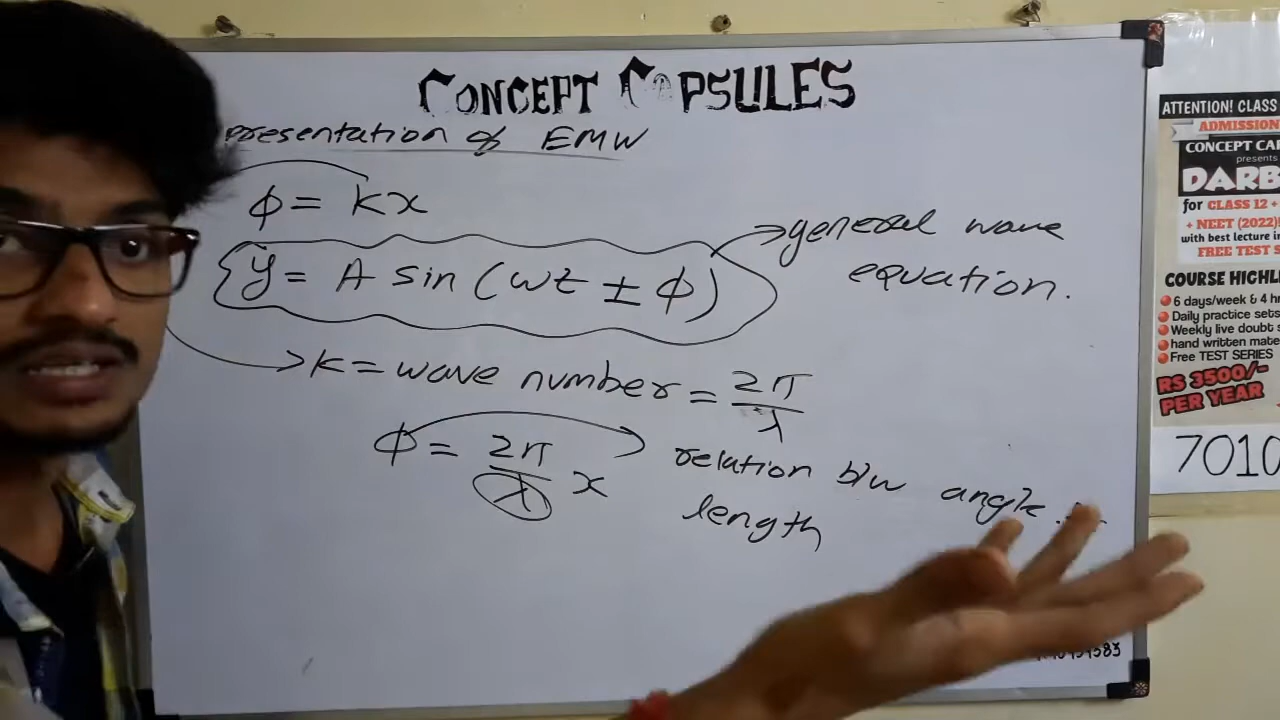 CONCEPT CAPSULES
presentation of EMW
ϕ = kx
y = A sin (ωt ± ϕ)
general wave
equation.
k = wave number = 2π/λ
ϕ = 2π/λ x
relation b/w angle
length
ATTENTION! CLASS
ADMISSION
CONCEPT CA
presents
DARB
for CLASS 12 +
+ NEET (2022)
with best lecture in
FREE TEST S
COURSE HIGHL
6 days/week & 4 h
Daily practice sets
Weekly live doubt s
hand written mate
Free TEST SERIES
RS 3500/-
PER YEAR
7010